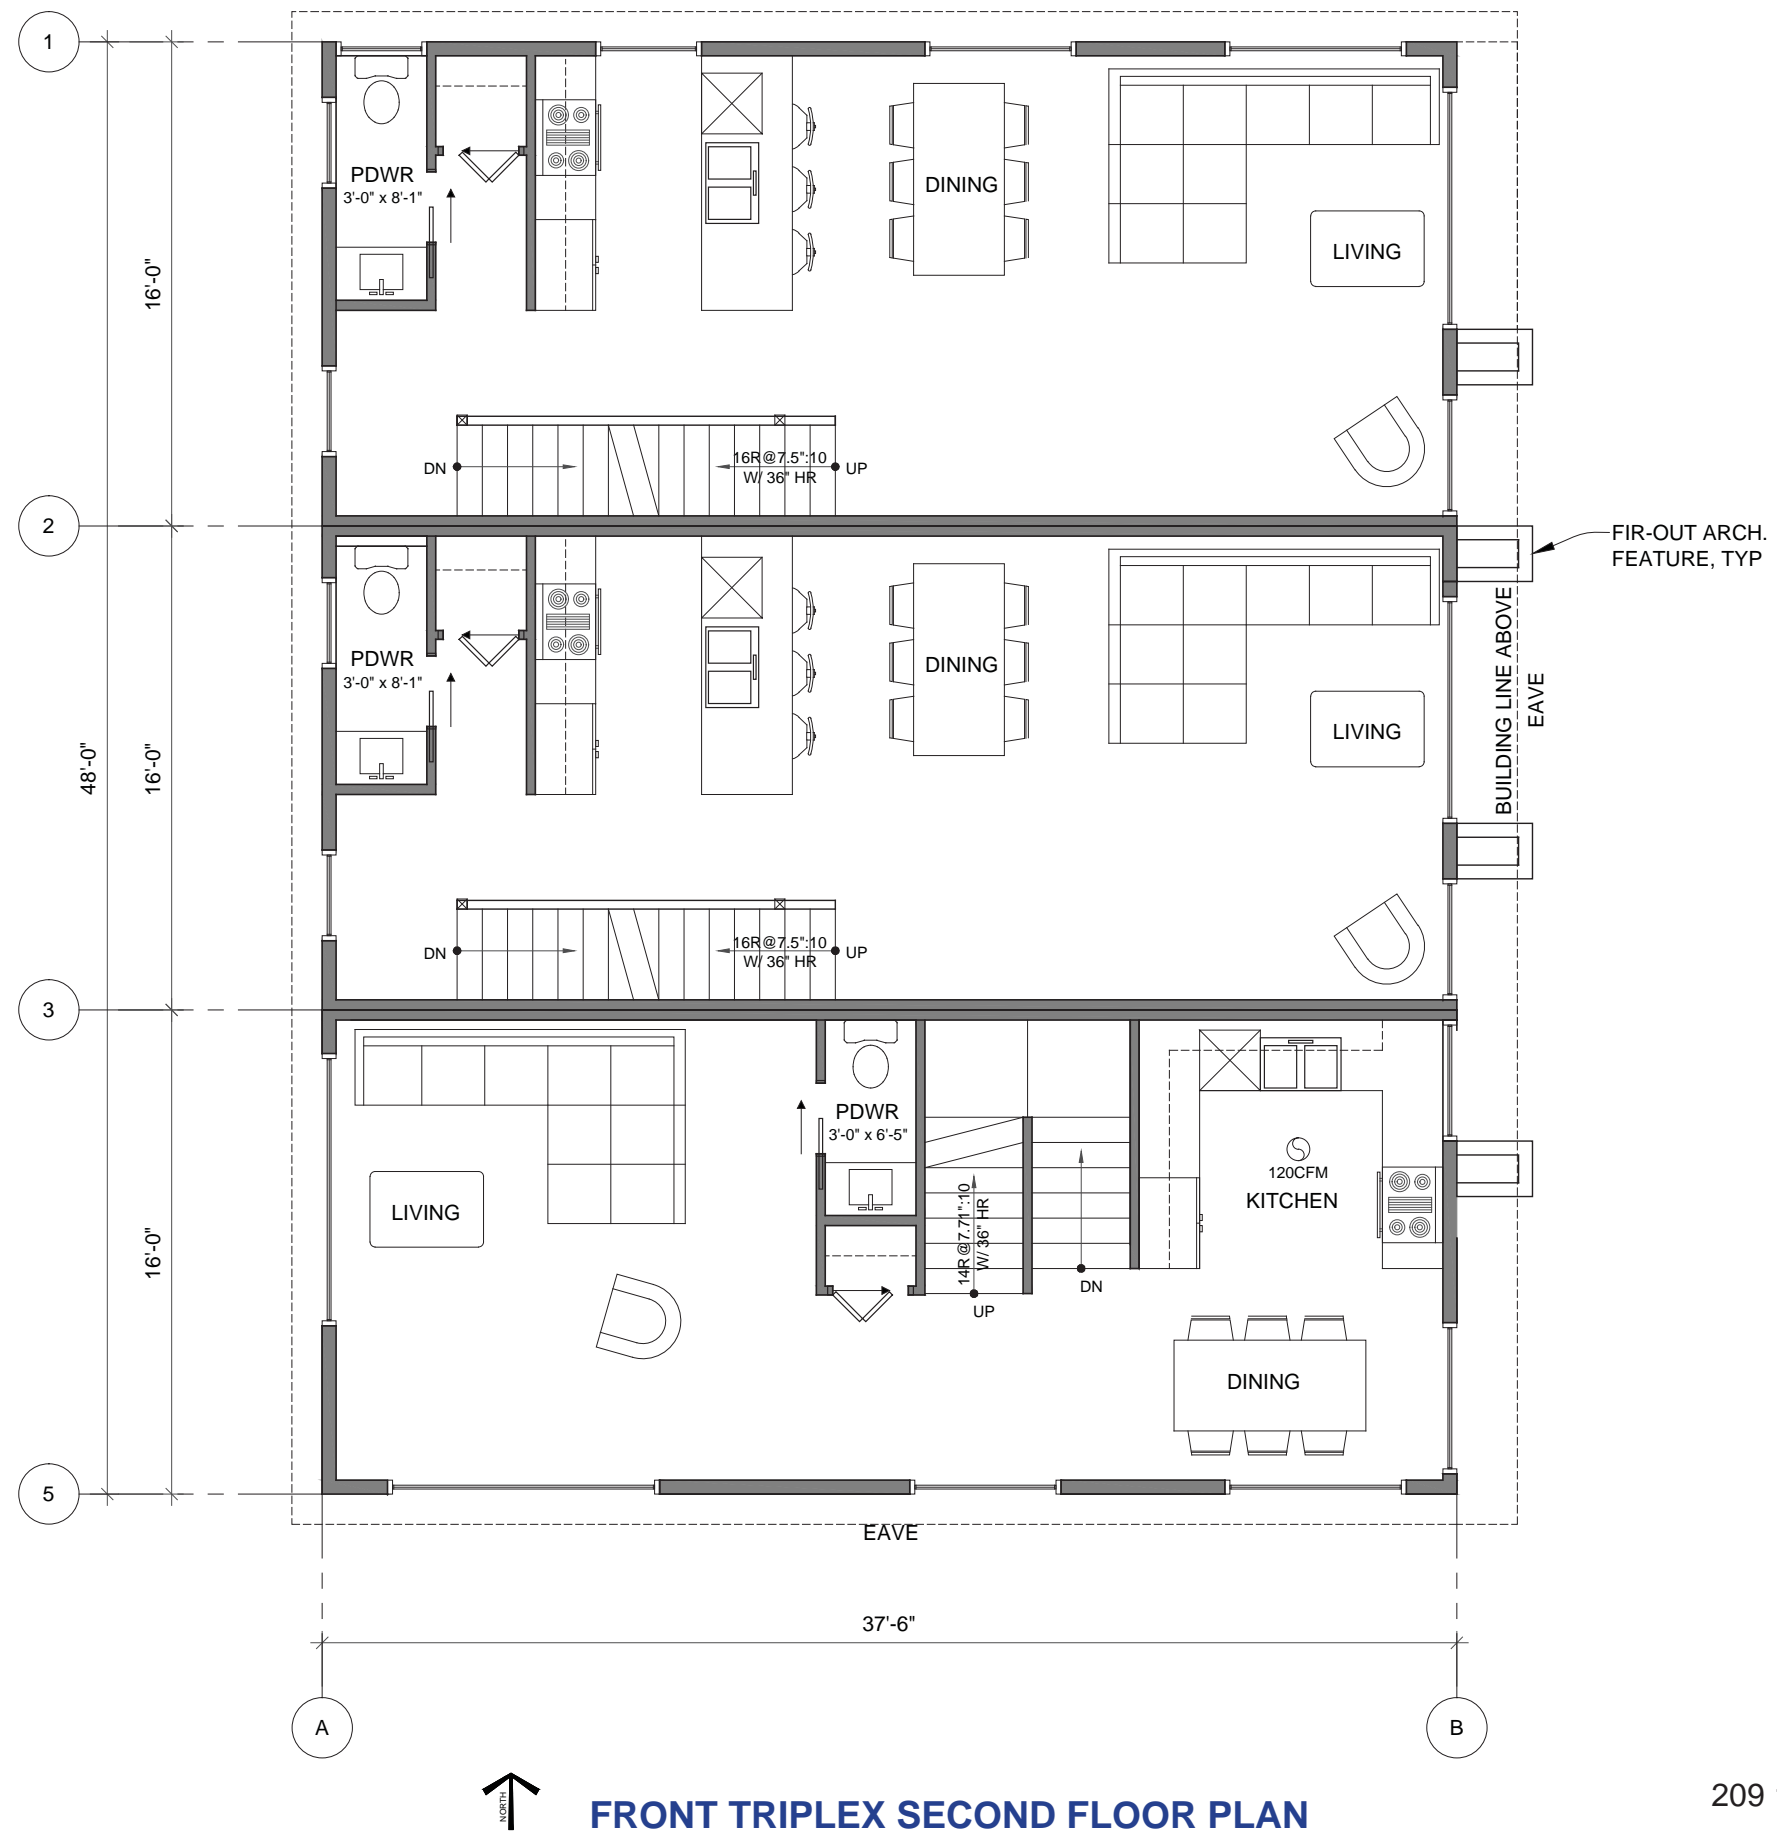 1
PDWR
3'-0" x 8'-1"
DINING
LIVING
16'-0"
DN
16R@7.5":10
W/ 36" HR
UP
2
FIR-OUT ARCH.
FEATURE, TYP
PDWR
3'-0" x 8'-1"
DINING
LIVING
BUILDING LINE ABOVE
EAVE
48'-0"
16'-0"
DN
16R@7.5":10
W/ 36" HR
UP
3
PDWR
3'-0" x 6'-5"
120CFM
KITCHEN
LIVING
16'-0"
14R@7.71":10
W/ 36" HR
DN
UP
DINING
5
EAVE
37'-6"
A
B
NORTH
FRONT TRIPLEX SECOND FLOOR PLAN
209